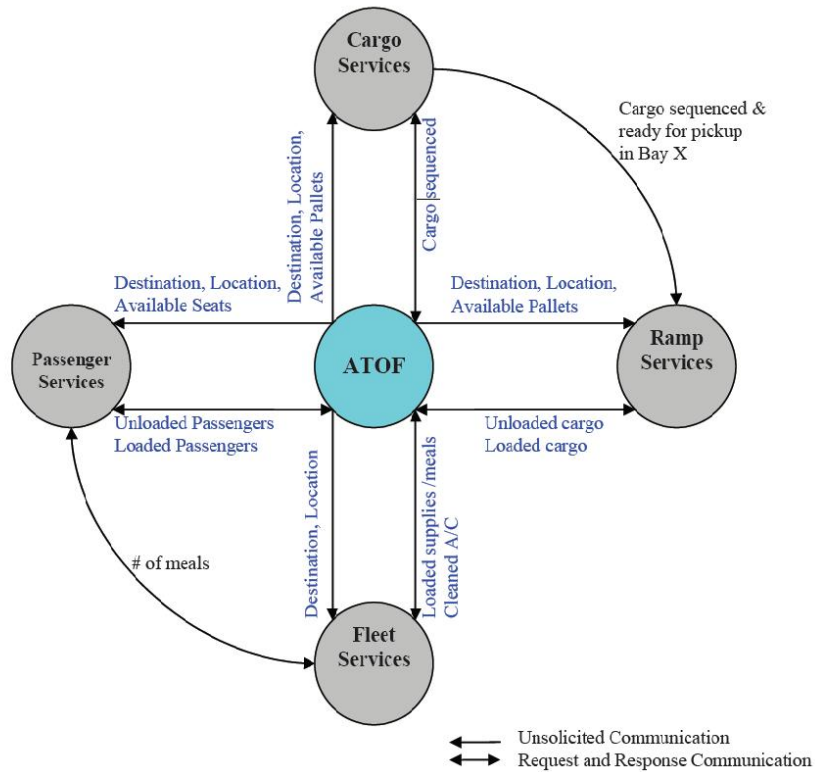 Cargo
Services
Cargo sequenced &
ready for pickup
in Bay X
Destination, Location,
Available Pallets
Cargo sequenced
Destination, Location,
Available Seats
Destination, Location,
Available Pallets
Passenger
Services
ATOF
Ramp
Services
Unloaded Passengers
Loaded Passengers
Unloaded cargo
Loaded cargo
Destination, Location
Loaded supplies /meals
Cleaned A/C
# of meals
Fleet
Services
Unsolicited Communication
Request and Response Communication